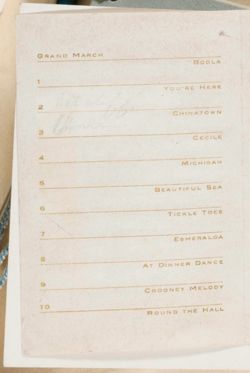 GRAND MARCH
BODLA
1
YOU'RE HERE
2
CHINATOWN
3
CECILE
4
MICHIGAN
5
BEAUTIFUL SEA
6
TICKLE TOES
7
ESMERALDA
8
AT DINNER DANCE
9
CROONEY MELODY
10
ROUND THE HALL